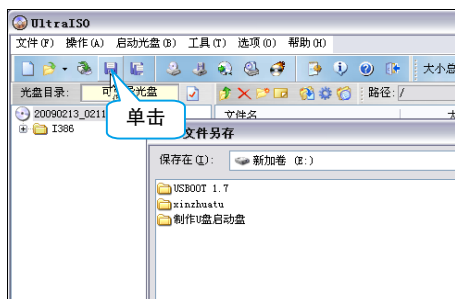 UltraISO
文件(F) 操作(A) 启动光盘(B) 工具(T) 选项(O) 帮助(H)
大小总
光盘目录: 可 光盘 路径: /
20090213_0211 文件名
I386
单击
文件另存
保存在(I): 新加卷 (E:)
USBOOT 1.7
xinzhuatu
制作U盘启动盘